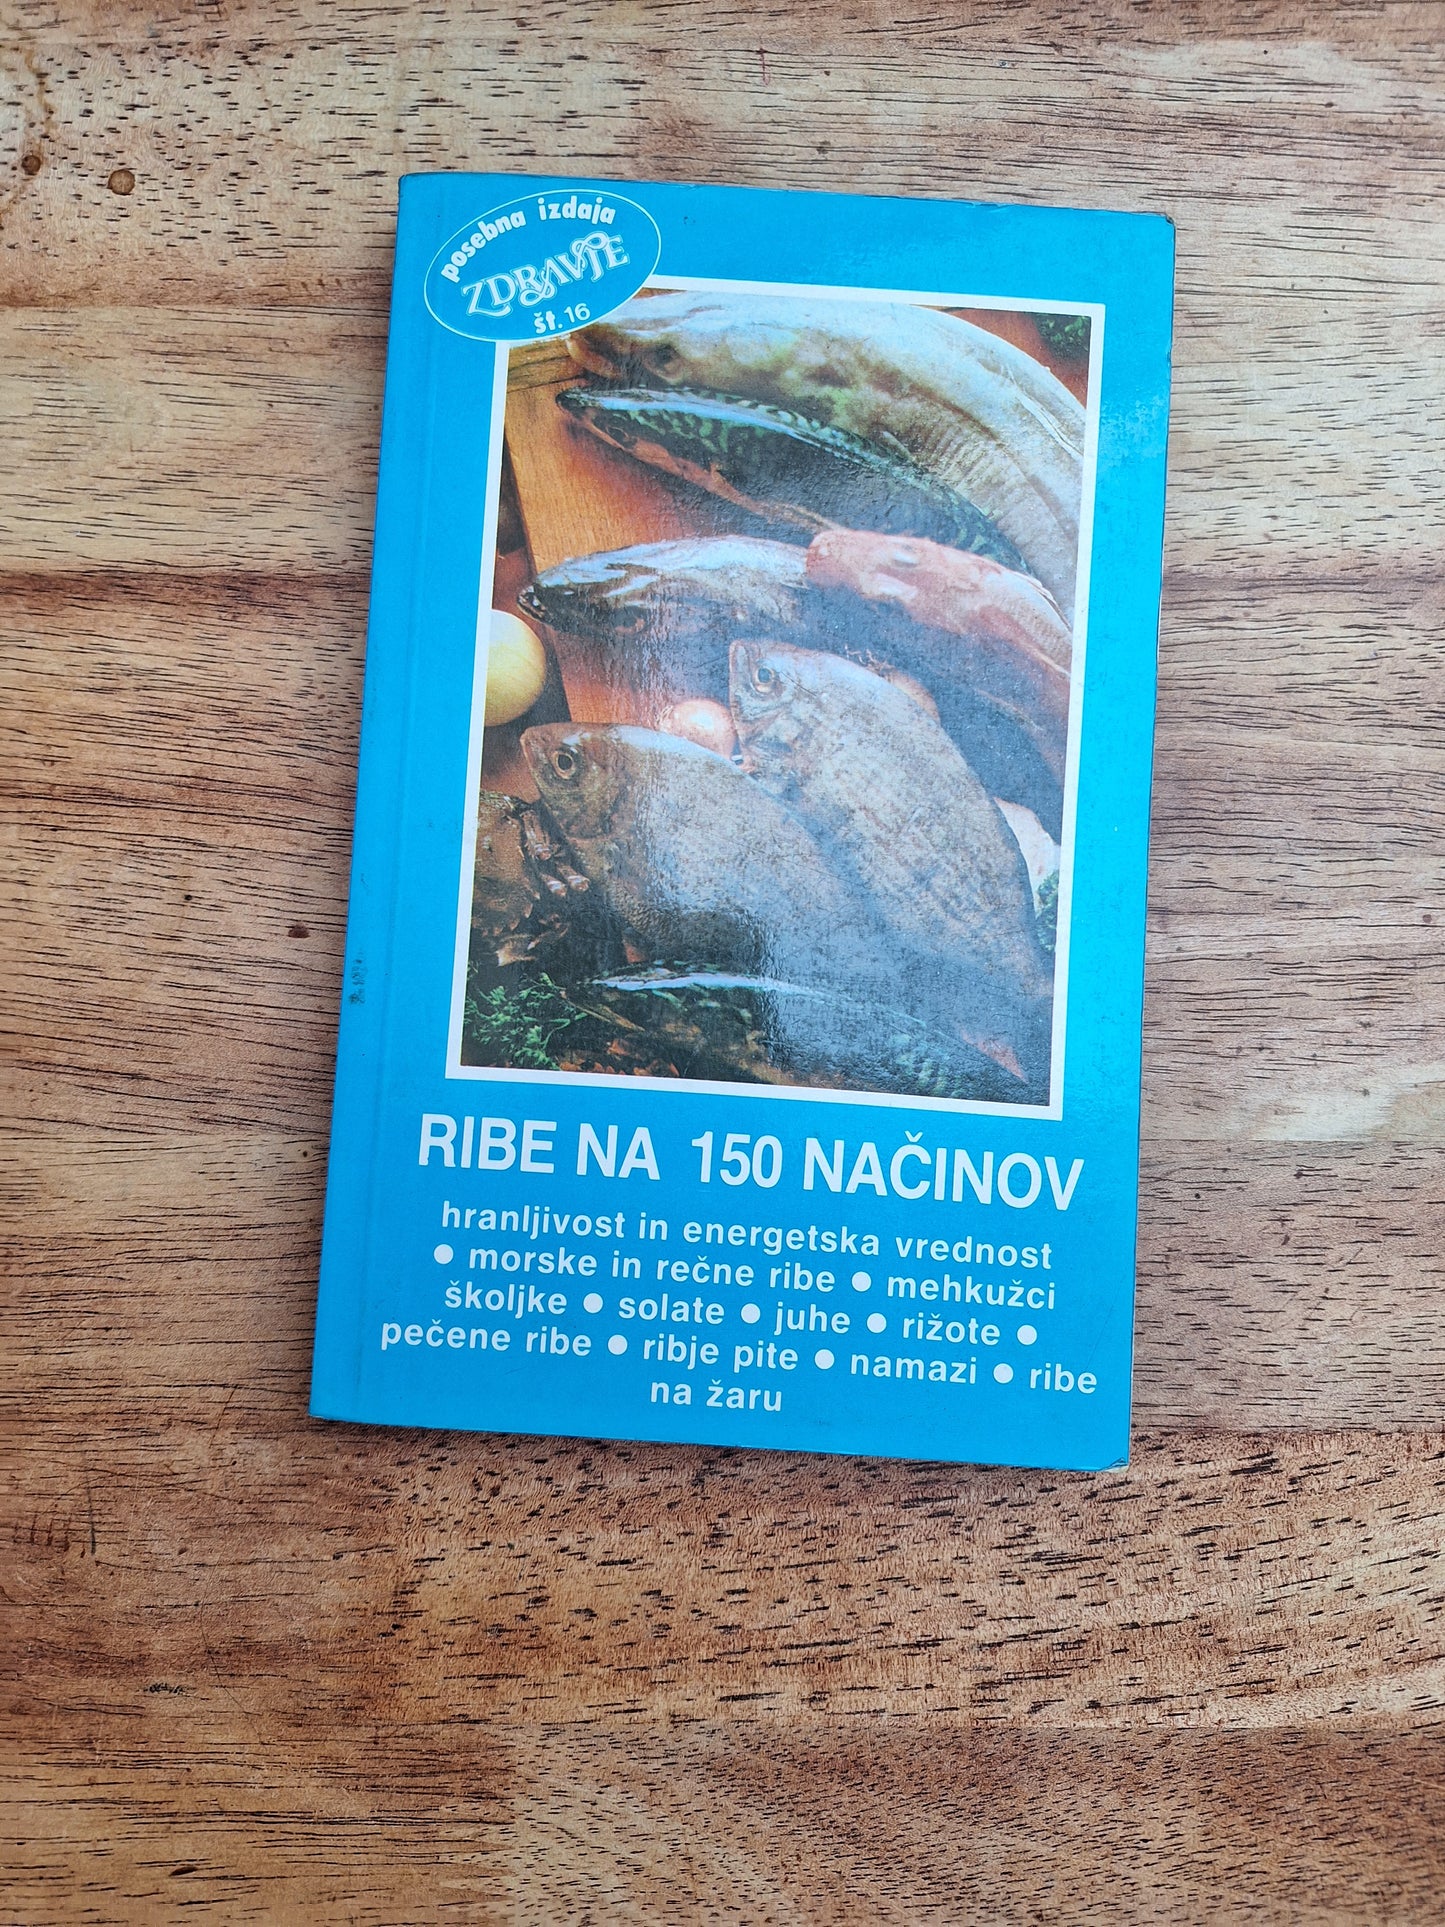 posebna izdaja
ZDRAVJE
št. 16
RIBE NA 150 NAČINOV
hranljivost in energetska vrednost
● morske in rečne ribe ● mehkužci
školjke ● solate ● juhe ● rižote ●
pečene ribe ● ribje pite ● namazi ● ribe
na žaru